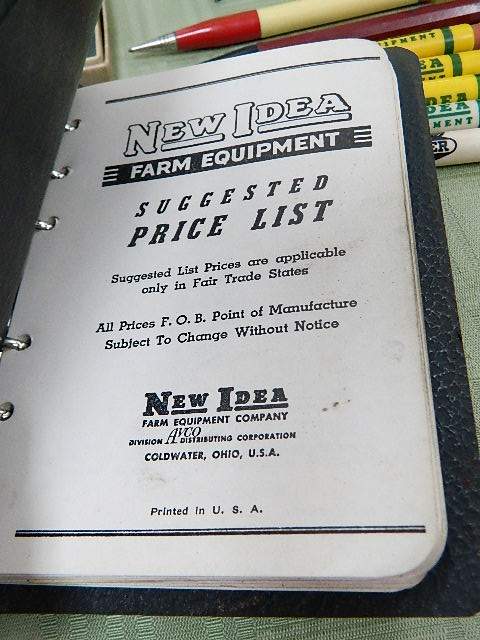 NEW IDEA
FARM EQUIPMENT
SUGGESTED
PRICE LIST
Suggested List Prices are applicable
only in Fair Trade States
All Prices F. O. B. Point of Manufacture
Subject To Change Without Notice
NEW IDEA
FARM EQUIPMENT COMPANY
DIVISION AVCO DISTRIBUTING CORPORATION
COLDWATER, OHIO, U.S.A.
Printed in U. S. A.